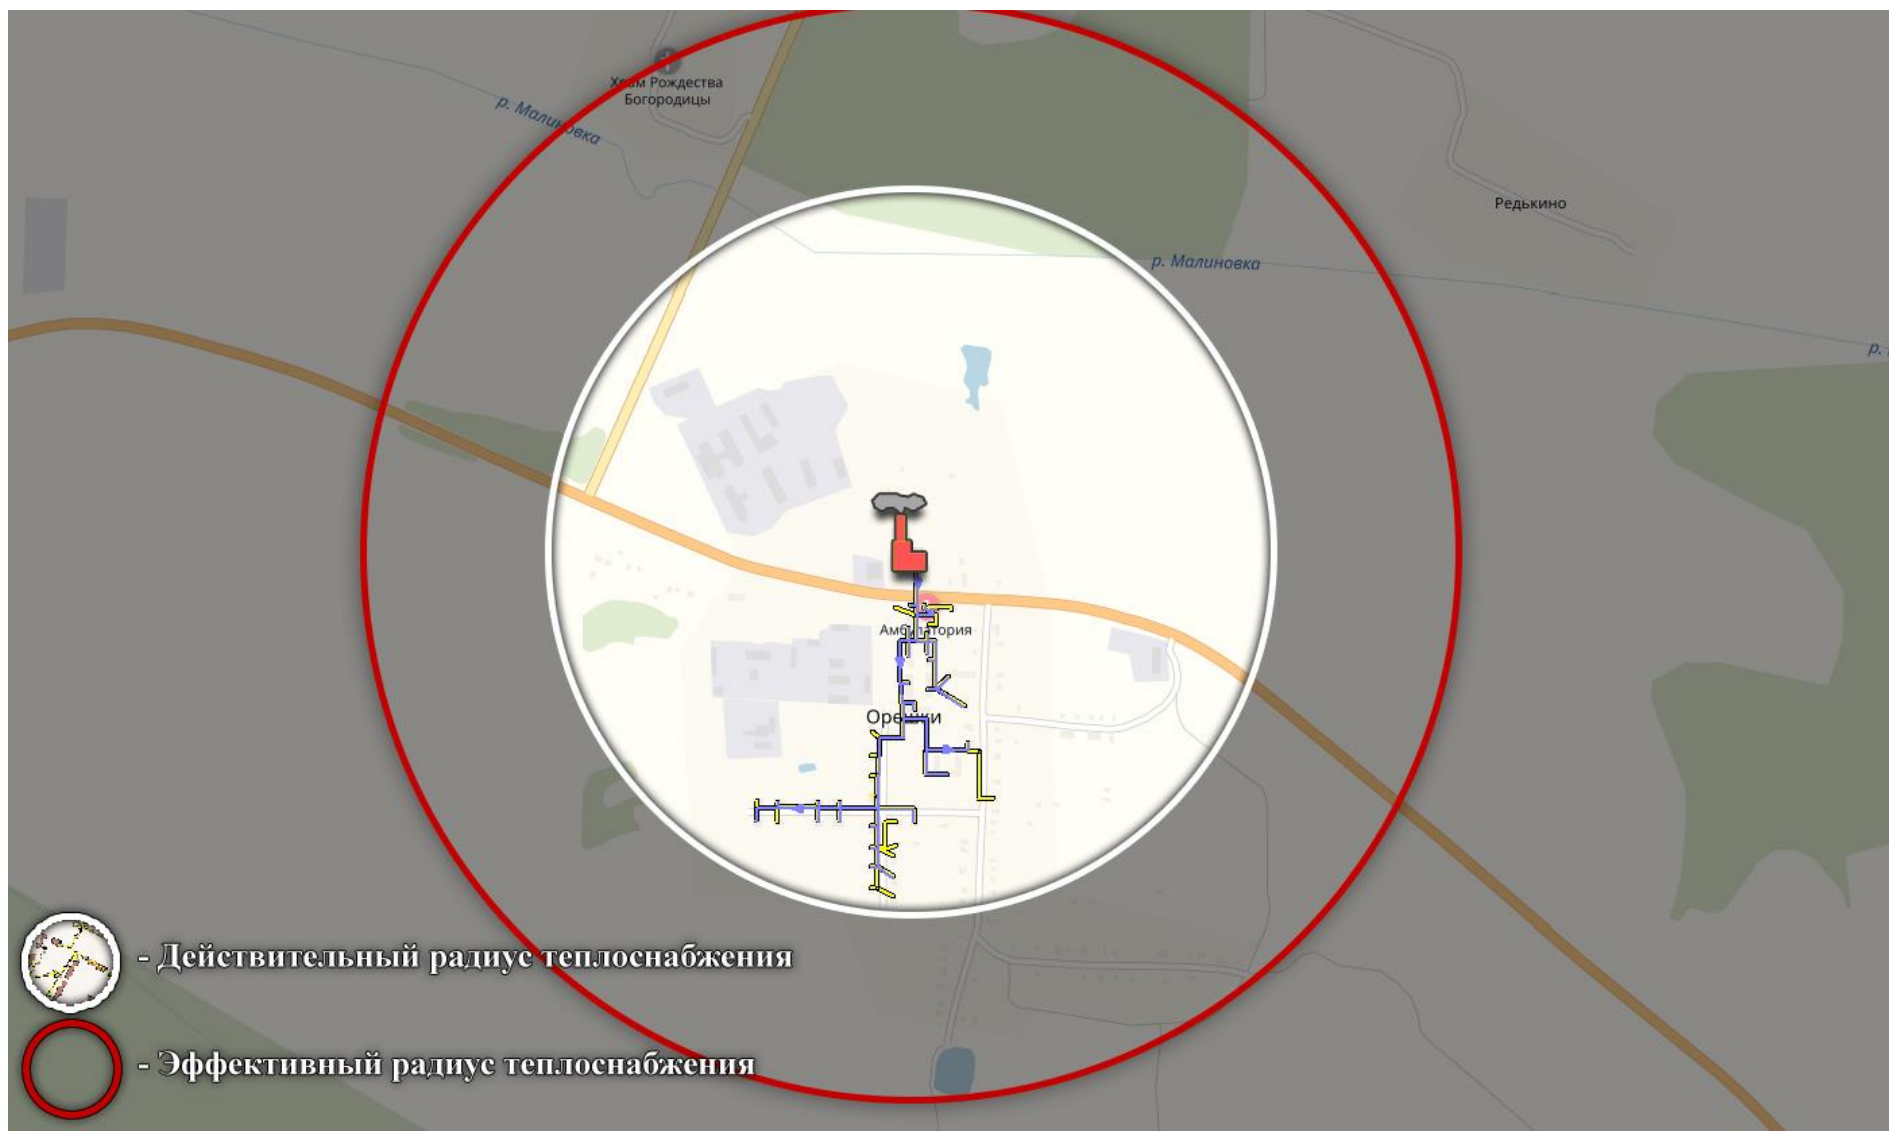 Храм Рождества
Богородицы
р. Малиновка
Редькино
р. Малиновка
р.
Амбулатория
Орешки
- Действительный радиус теплоснабжения
- Эффективный радиус теплоснабжения